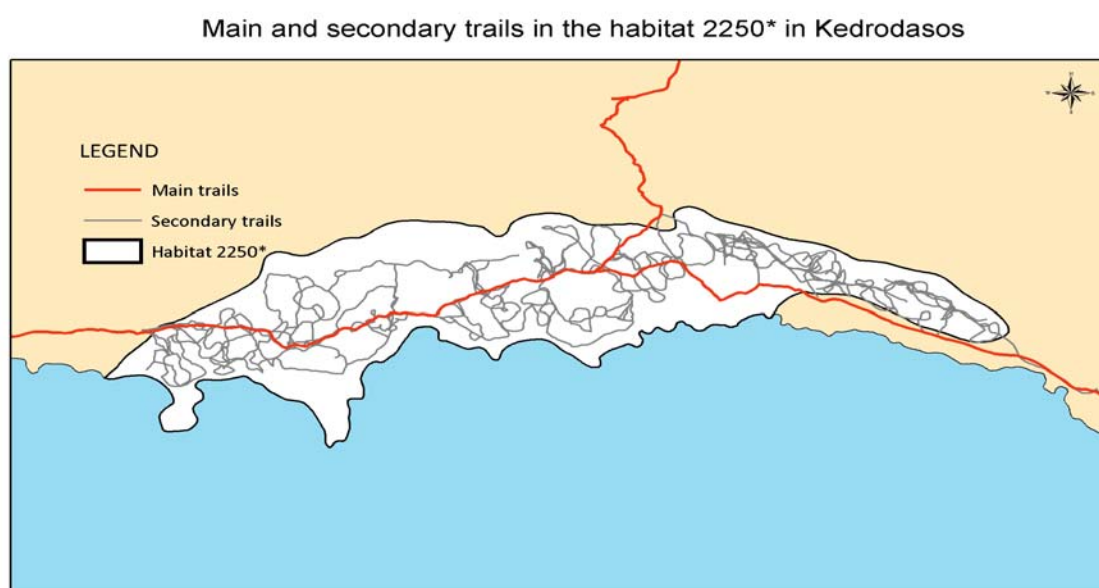 Main and secondary trails in the habitat 2250* in Kedrodasos
LEGEND
Main trails
Secondary trails
Habitat 2250*